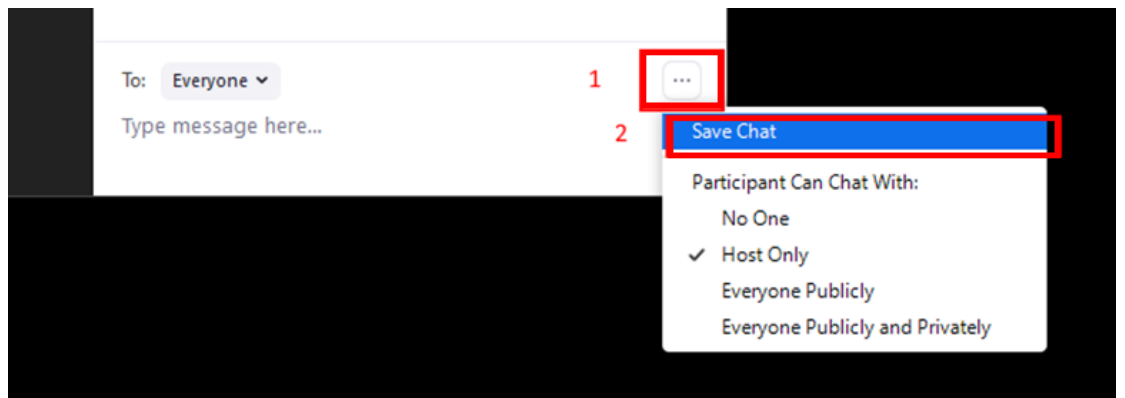 To: Everyone
1
...
Type message here...
2
Save Chat
Participant Can Chat With:
No One
Host Only
Everyone Publicly
Everyone Publicly and Privately